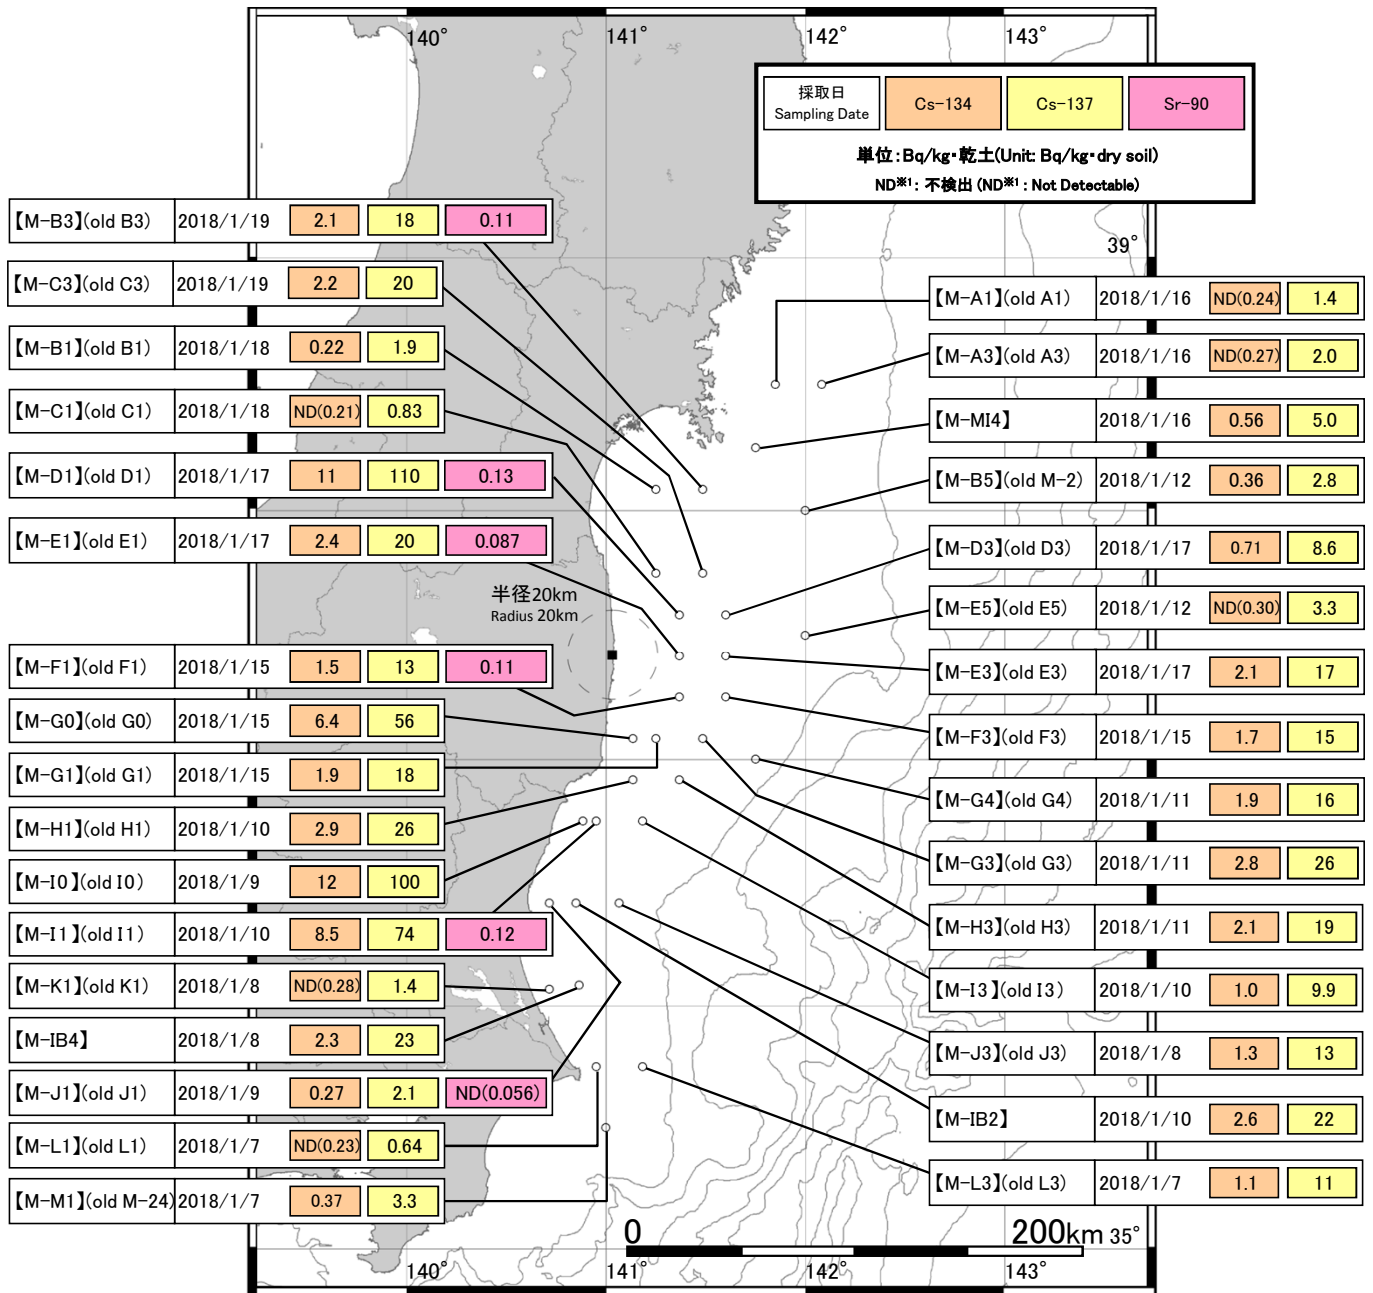 140°
141°
142°
143°
採取日
Sampling Date
Cs-134
Cs-137
Sr-90
単位:Bq/kg・乾土(Unit: Bq/kg・dry soil)
ND※1: 不検出 (ND※1: Not Detectable)
39°
【M-B3】(old B3) 2018/1/19 2.1 18 0.11
【M-C3】(old C3) 2018/1/19 2.2 20
【M-B1】(old B1) 2018/1/18 0.22 1.9
【M-C1】(old C1) 2018/1/18 ND(0.21) 0.83
【M-D1】(old D1) 2018/1/17 11 110 0.13
【M-E1】(old E1) 2018/1/17 2.4 20 0.087
半径20km
Radius 20km
【M-F1】(old F1) 2018/1/15 1.5 13 0.11
【M-G0】(old G0) 2018/1/15 6.4 56
【M-G1】(old G1) 2018/1/15 1.9 18
【M-H1】(old H1) 2018/1/10 2.9 26
【M-I0】(old I0) 2018/1/9 12 100
【M-I1】(old I1) 2018/1/10 8.5 74 0.12
【M-K1】(old K1) 2018/1/8 ND(0.28) 1.4
【M-IB4】 2018/1/8 2.3 23
【M-J1】(old J1) 2018/1/9 0.27 2.1 ND(0.056)
【M-L1】(old L1) 2018/1/7 ND(0.23) 0.64
【M-M1】(old M-24) 2018/1/7 0.37 3.3
【M-A1】(old A1) 2018/1/16 ND(0.24) 1.4
【M-A3】(old A3) 2018/1/16 ND(0.27) 2.0
【M-MI4】 2018/1/16 0.56 5.0
【M-B5】(old M-2) 2018/1/12 0.36 2.8
【M-D3】(old D3) 2018/1/17 0.71 8.6
【M-E5】(old E5) 2018/1/12 ND(0.30) 3.3
【M-E3】(old E3) 2018/1/17 2.1 17
【M-F3】(old F3) 2018/1/15 1.7 15
【M-G4】(old G4) 2018/1/11 1.9 16
【M-G3】(old G3) 2018/1/11 2.8 26
【M-H3】(old H3) 2018/1/11 2.1 19
【M-I3】(old I3) 2018/1/10 1.0 9.9
【M-J3】(old J3) 2018/1/8 1.3 13
【M-IB2】 2018/1/10 2.6 22
【M-L3】(old L3) 2018/1/7 1.1 11
0 200km
35°
140°
141°
142°
143°